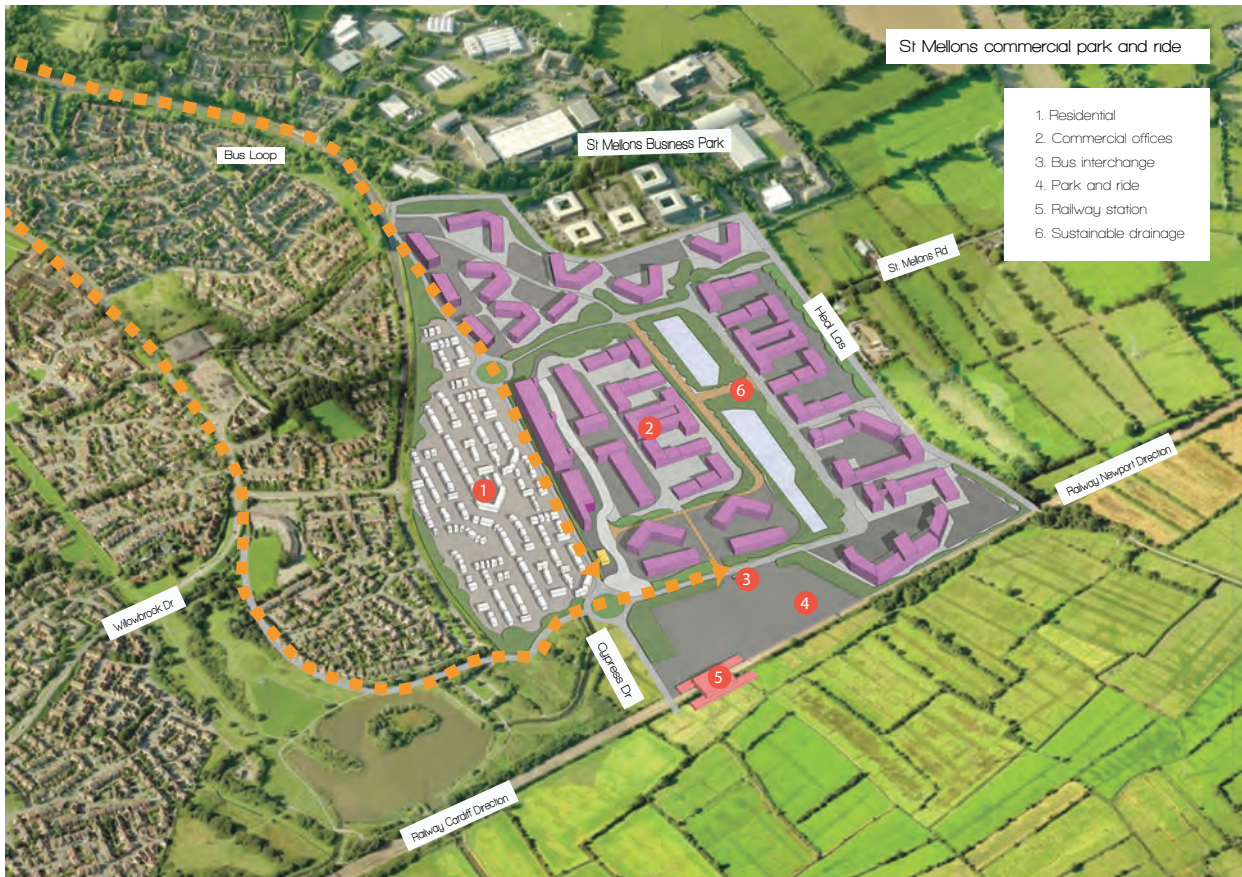 St Mellons commercial park and ride
1. Residential
2. Commercial offices
3. Bus interchange
4. Park and ride
5. Railway station
6. Sustainable drainage
Bus Loop
St Mellons Business Park
St. Mellons Rd
Heol Las
6
2
Railway Newport Direction
1
3
4
Willowbrook Dr
Cypress Dr
5
Railway Cardiff Direction